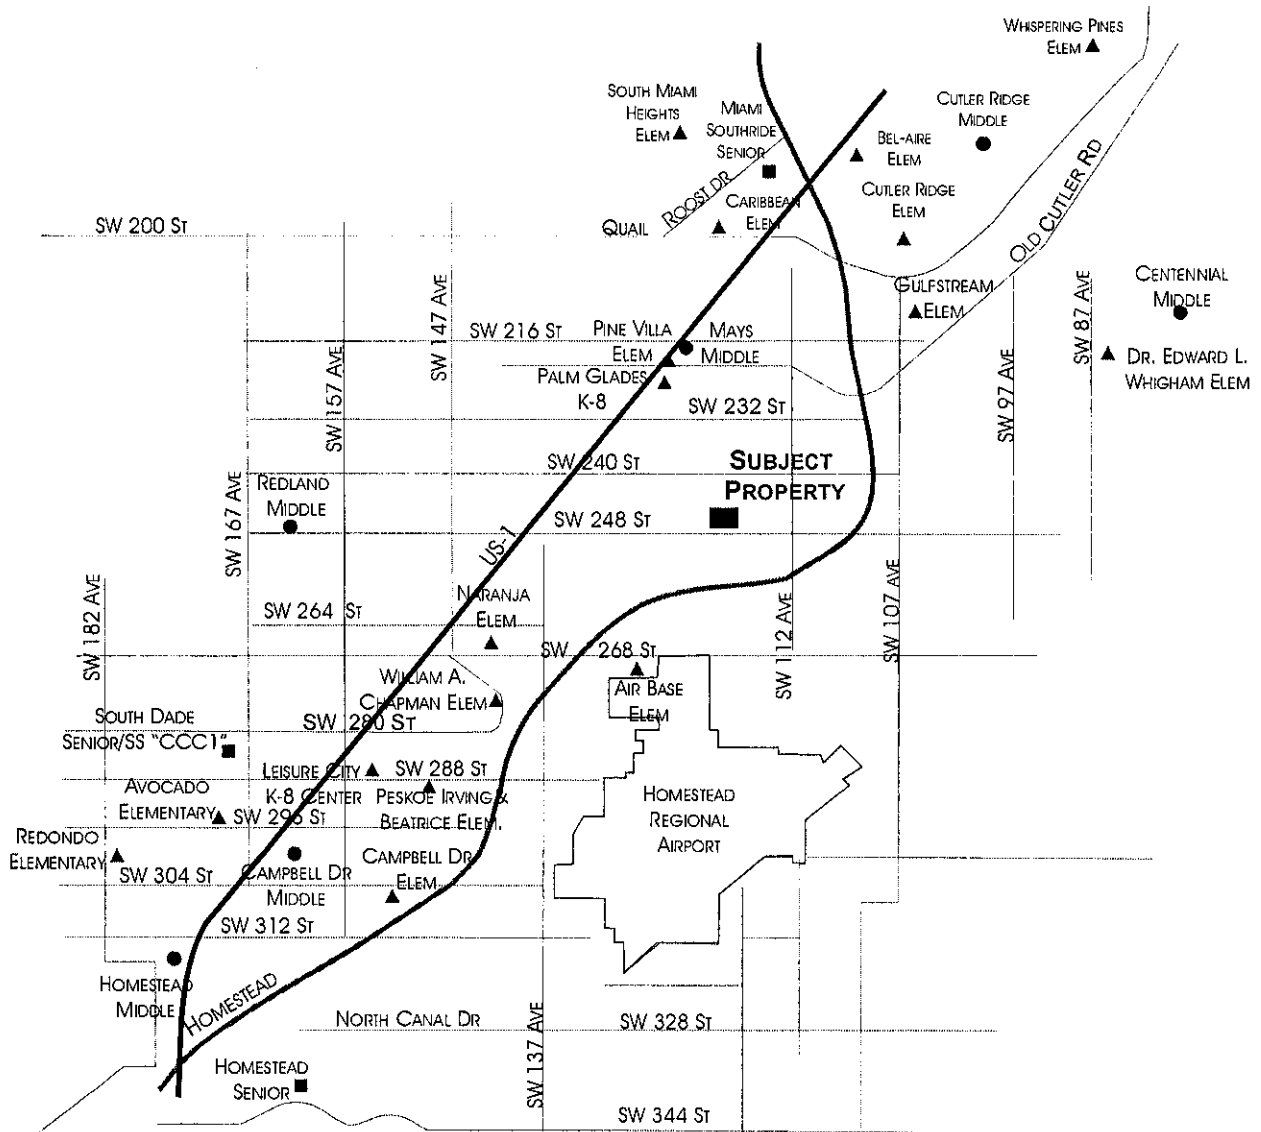 WHISPERING PINES
ELEM
SOUTH MIAMI
HEIGHTS
ELEM
MIAMI
SOUTHRIDE
SENIOR
CUTLER RIDGE
MIDDLE
BEL-AIRE
ELEM
CUTLER RIDGE
ELEM
ROOST DR
CARIBBEAN
ELEM
QUAIL
OLD CUTLER RD
SW 200 ST
GULFSTREAM
ELEM
CENTENNIAL
MIDDLE
SW 87 AVE
SW 147 AVE
SW 216 ST
PINE VILLA
ELEM
MAYS
MIDDLE
DR. EDWARD L.
WHIGHAM ELEM
PALM GLADES
K-8
SW 157 AVE
SW 97 AVE
SW 232 ST
SW 240 ST
SUBJECT
PROPERTY
REDLAND
MIDDLE
SW 167 AVE
SW 248 ST
US-1
NARANJA
ELEM
SW 264 ST
SW 182 AVE
SW 112 AVE
SW 107 AVE
SW 268 ST
WILLIAM A.
CHAPMAN ELEM
AIR BASE
ELEM
SOUTH DADE
SENIOR/SS "CCC1"
SW 280 ST
LEISURE CITY
K-8 CENTER
SW 288 ST
PESKOE IRVING &
BEATRICE ELEM.
AVOCADO
ELEMENTARY
SW 296 ST
HOMESTEAD
REGIONAL
AIRPORT
REDONDO
ELEMENTARY
SW 304 ST
CAMPBELL DR
MIDDLE
CAMPBELL DR
ELEM
SW 312 ST
HOMESTEAD
MIDDLE
HOMESTEAD
NORTH CANAL DR
SW 328 ST
SW 137 AVE
HOMESTEAD
SENIOR
SW 344 ST